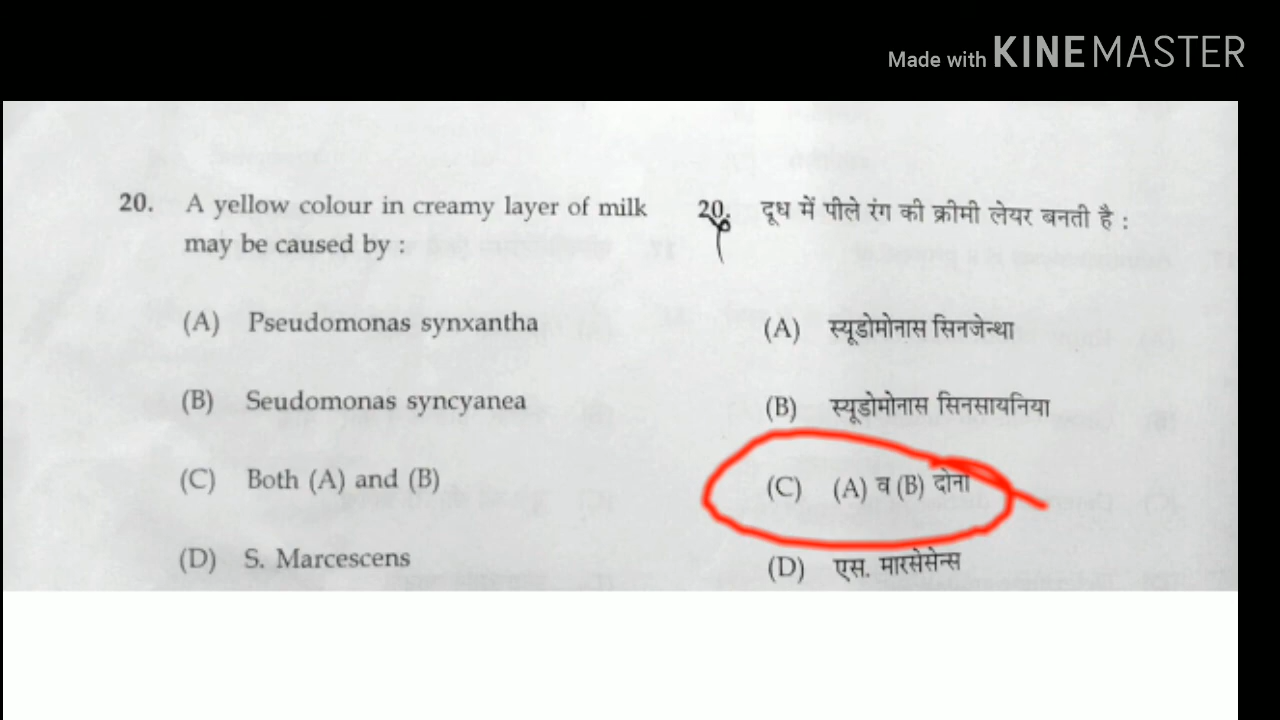 Made with KINEMASTER
20. A yellow colour in creamy layer of milk
may be caused by :
(A) Pseudomonas synxantha
(B) Seudomonas syncyanea
(C) Both (A) and (B)
(D) S. Marcescens
20. दूध में पीले रंग की क्रीमी लेयर बनती है :
(A) स्यूडोमोनास सिनजेन्था
(B) स्यूडोमोनास सिनसायनिया
(C) (A) व (B) दोनों
(D) एस. मारसेसेन्स